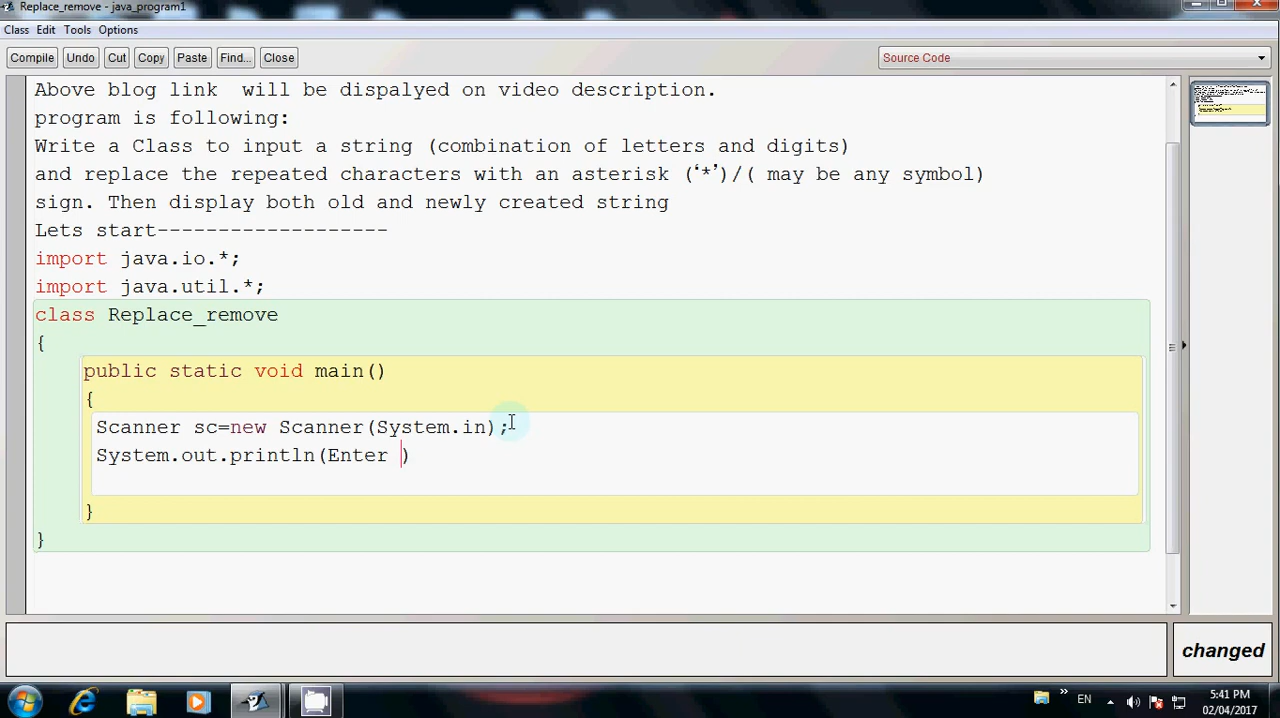 Replace_remove - java_program1
Class Edit Tools Options
Compile Undo Cut Copy Paste Find... Close Source Code
Above blog link will be dispalyed on video description.
program is following:
Write a Class to input a string (combination of letters and digits)
and replace the repeated characters with an asterisk (‘*’)/( may be any symbol)
sign. Then display both old and newly created string
Lets start-------------------
import java.io.*;
import java.util.*;
class Replace_remove
{
public static void main()
{
Scanner sc=new Scanner(System.in);
System.out.println(Enter )
}
}
changed
EN
5:41 PM
02/04/2017